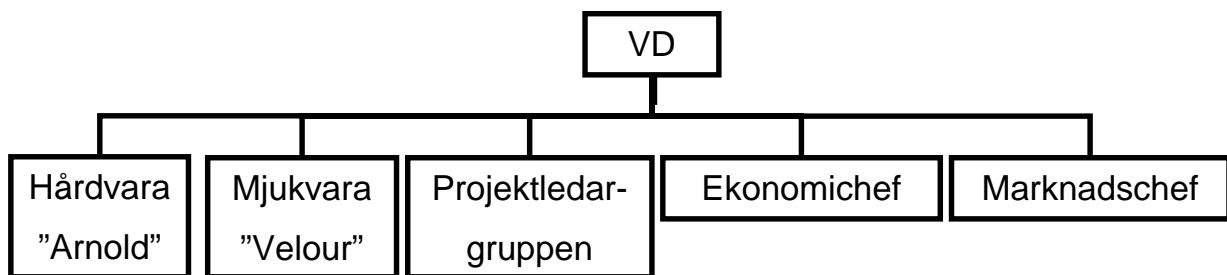 VD
Hårdvara
”Arnold”
Mjukvara
”Velour”
Projektledar-
gruppen
Ekonomichef
Marknadschef